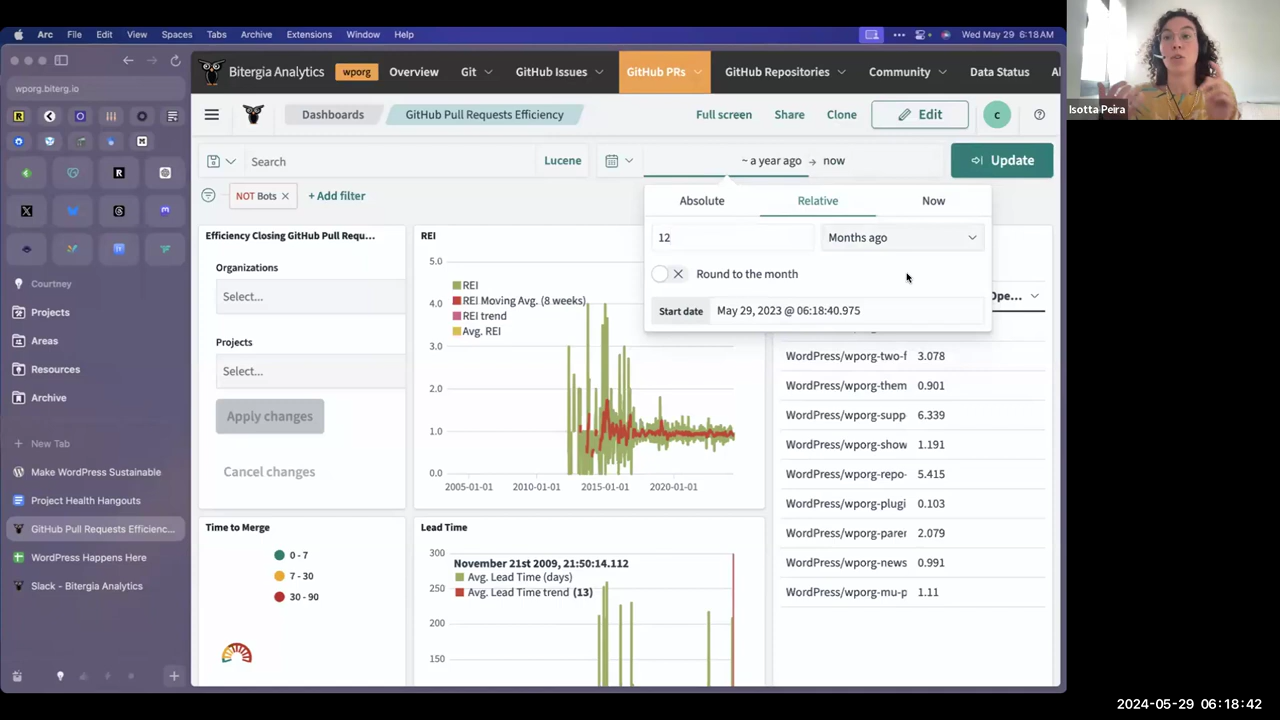 Arc File Edit View Spaces Tabs Archive Extensions Window Help
Wed May 29 6:18 AM
wporg.biterg.io
Courtney
Projects
Areas
Resources
Archive
New Tab
Make WordPress Sustainable
Project Health Hangouts
GitHub Pull Requests Efficienc...
WordPress Happens Here
Slack - Bitergia Analytics
Bitergia Analytics wporg Overview Git GitHub Issues GitHub PRs GitHub Repositories Community Data Status
Dashboards GitHub Pull Requests Efficiency Full screen Share Clone Edit c
Search Lucene ~ a year ago → now Update
NOT Bots + Add filter
Absolute Relative Now
12 Months ago
Round to the month
Start date May 29, 2023 @ 06:18:40.975
Efficiency Closing GitHub Pull Requ...
Organizations
Select...
Projects
Select...
Apply changes
Cancel changes
REI
5.0
4.0
3.0
2.0
1.0
0.0
REI
REI Moving Avg. (8 weeks)
REI trend
Avg. REI
2005-01-01 2010-01-01 2015-01-01 2020-01-01
Ope...
WordPress/wporg-two-f 3.078
WordPress/wporg-them 0.901
WordPress/wporg-supp 6.339
WordPress/wporg-show 1.191
WordPress/wporg-repo- 5.415
WordPress/wporg-plugi 0.103
WordPress/wporg-parer 2.079
WordPress/wporg-news 0.991
WordPress/wporg-mu-p 1.11
Time to Merge
0 - 7
7 - 30
30 - 90
Lead Time
300
250
200
150
November 21st 2009, 21:50:14.112
Avg. Lead Time (days)
Avg. Lead Time trend (13)
Isotta Peira
2024-05-29 06:18:42